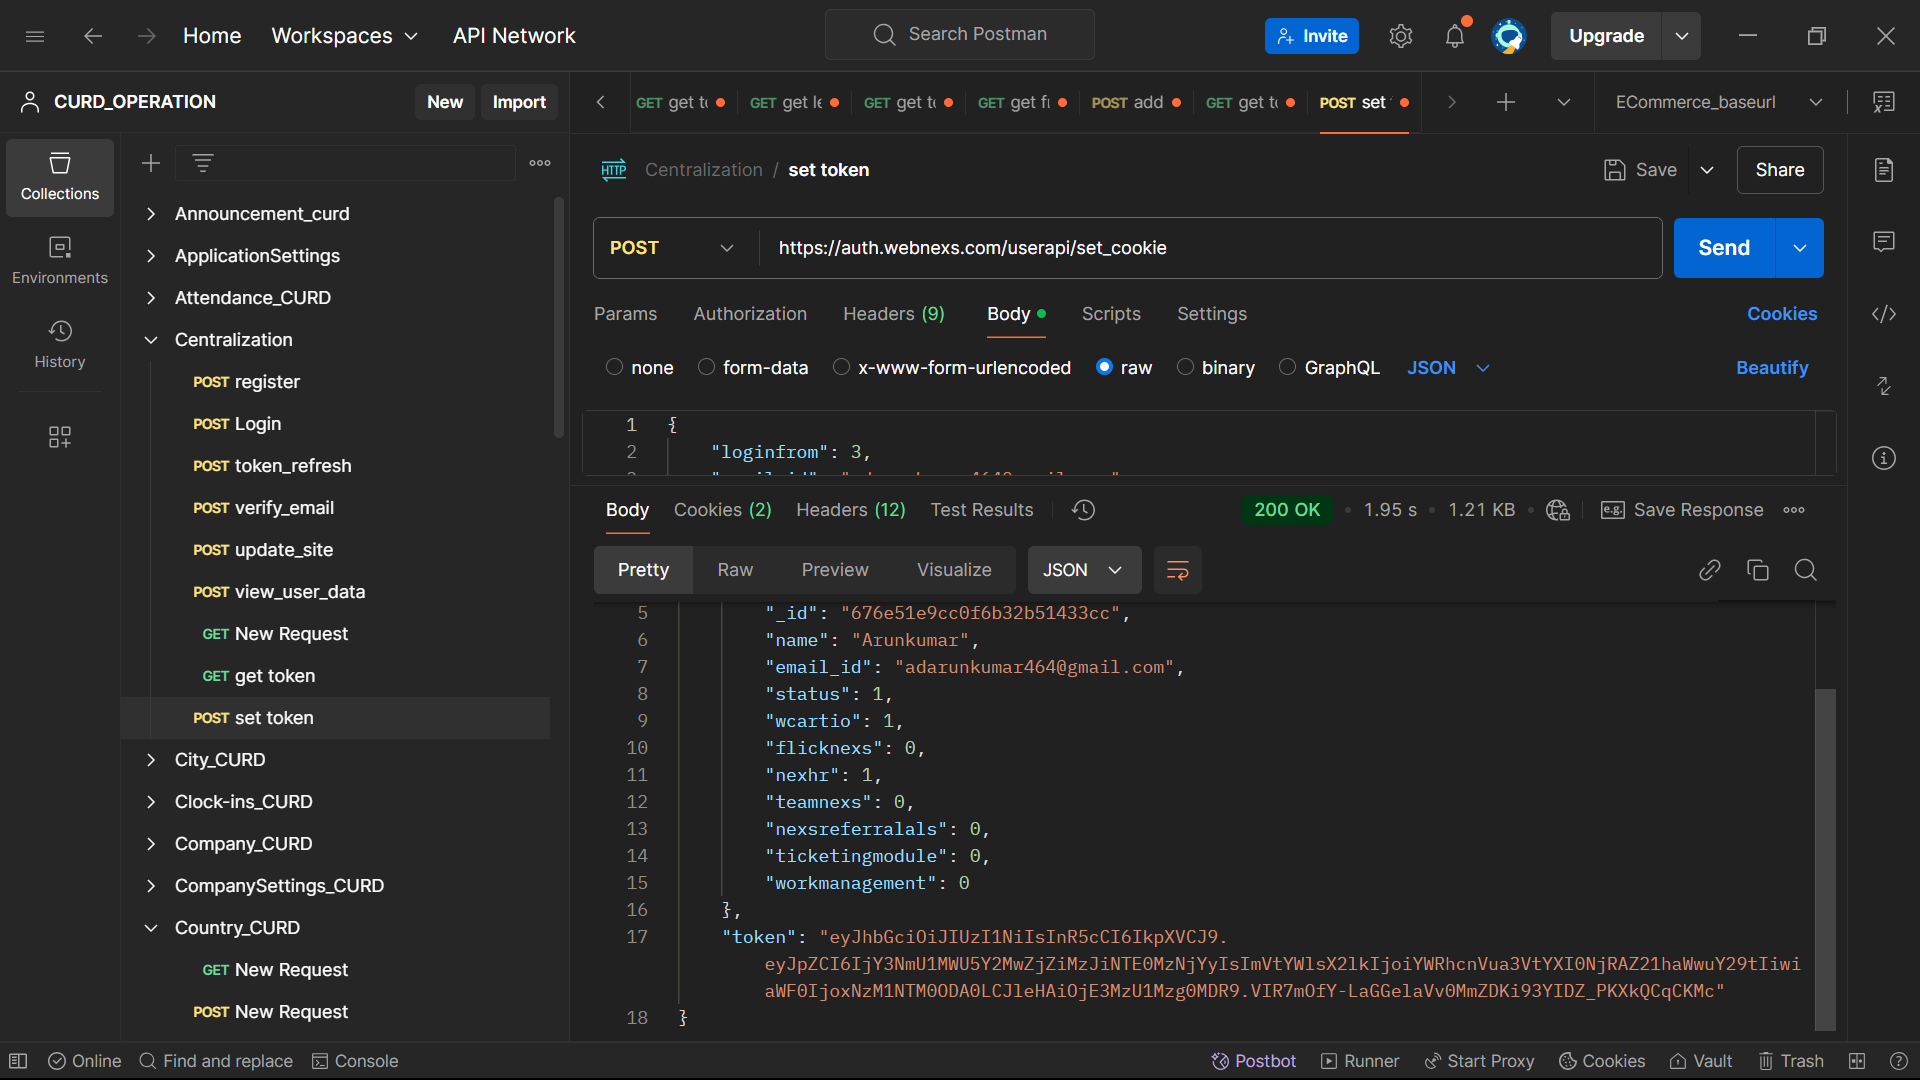 Home
Workspaces
API Network
Search Postman
Invite
Upgrade
CURD_OPERATION
New
Import
GET get t
GET get le
GET get t
GET get fr
POST add
GET get t
POST set
ECommerce_baseurl
Collections
Environments
History
Announcement_curd
ApplicationSettings
Attendance_CURD
Centralization
POST register
POST Login
POST token_refresh
POST verify_email
POST update_site
POST view_user_data
GET New Request
GET get token
POST set token
City_CURD
Clock-ins_CURD
Company_CURD
CompanySettings_CURD
Country_CURD
GET New Request
POST New Request
HTTP
Centralization / set token
Save
Share
POST
https://auth.webnexs.com/userapi/set_cookie
Send
Params
Authorization
Headers (9)
Body
Scripts
Settings
Cookies
none
form-data
x-www-form-urlencoded
raw
binary
GraphQL
JSON
Beautify
1 {
2 "loginfrom": 3,
Body
Cookies (2)
Headers (12)
Test Results
200 OK
1.95 s
1.21 KB
e.g.
Save Response
Pretty
Raw
Preview
Visualize
JSON
5 "_id": "676e51e9cc0f6b32b51433cc",
6 "name": "Arunkumar",
7 "email_id": "adarunkumar464@gmail.com",
8 "status": 1,
9 "wcartio": 1,
10 "flicknexs": 0,
11 "nexhr": 1,
12 "teamnexs": 0,
13 "nexsreferralals": 0,
14 "ticketingmodule": 0,
15 "workmanagement": 0
16 },
17 "token": "eyJhbGciOiJIUzI1NiIsInR5cCI6IkpXVCJ9.
eyJpZCI6IjY3NmU1MWU5Y2MwZjZiMzJiNTE0MzNjYyIsImVtYWlsX2lkIjoiYWRhcnVua3VtYXI0NjRAZ21haWwuY29tIiwi
aWF0IjoxNzM1NTM0ODA0LCJleHAiOjE3MzU1Mzg0MDR9.VIR7mOfY-LaGGelaVv0MmZDKi93YIDZ_PKXkQCqCKMc"
18 }
Online
Find and replace
Console
Postbot
Runner
Start Proxy
Cookies
Vault
Trash